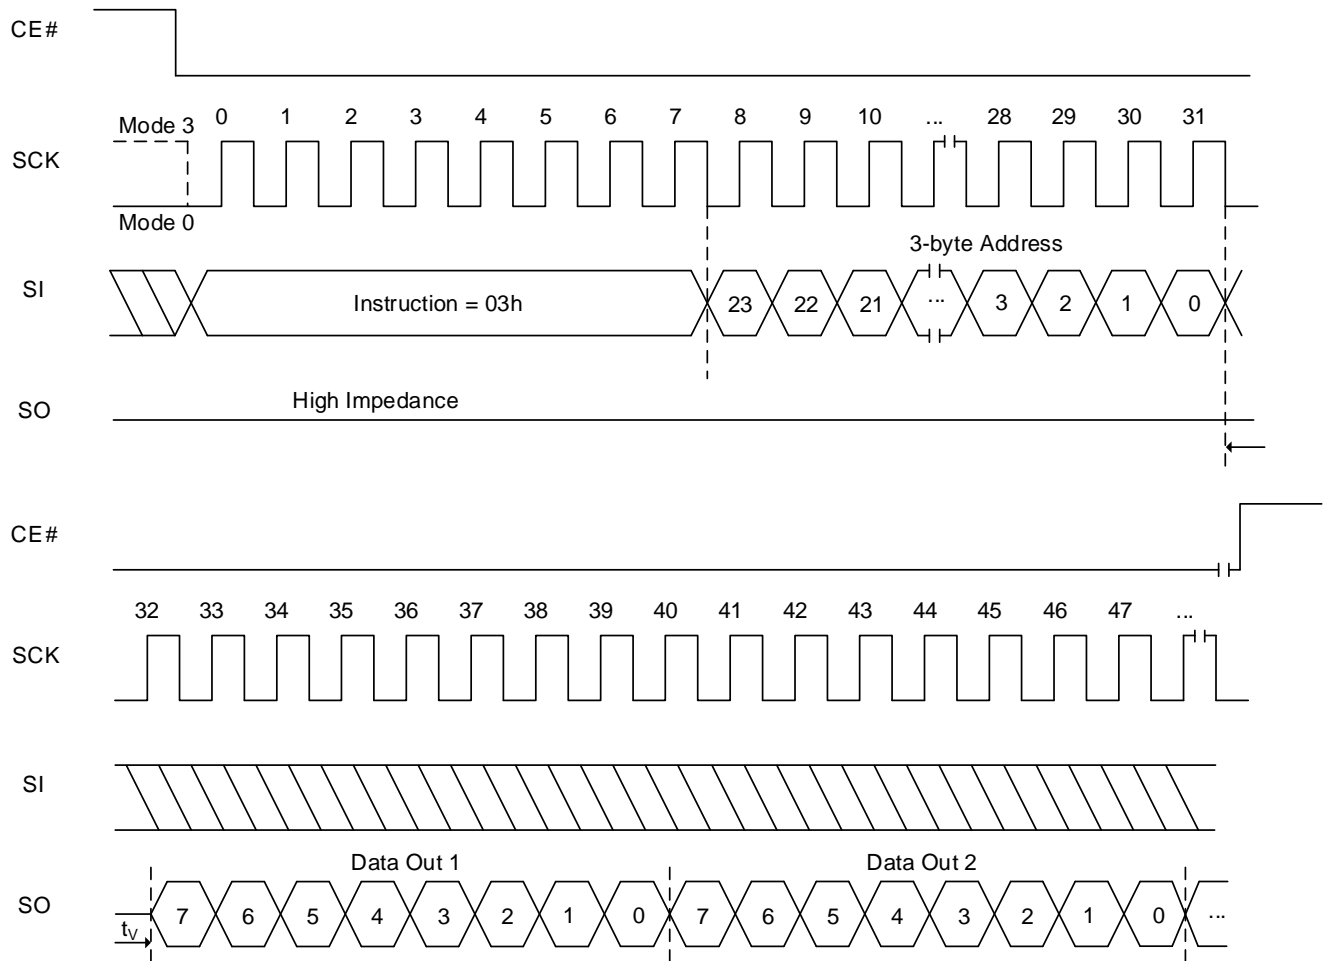 CE#
0 1 2 3 4 5 6 7 8 9 10 ... 28 29 30 31
Mode 3
SCK
Mode 0
3-byte Address
SI
Instruction = 03h 23 22 21 ... 3 2 1 0
High Impedance
SO
CE#
32 33 34 35 36 37 38 39 40 41 42 43 44 45 46 47 ...
SCK
SI
Data Out 1 Data Out 2
SO
7 6 5 4 3 2 1 0 7 6 5 4 3 2 1 0 ...
tV